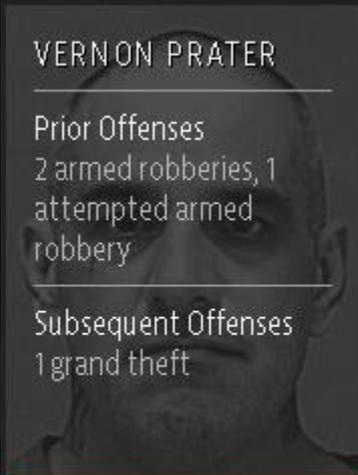 VERNON PRATER
Prior Offenses
2 armed robberies, 1
attempted armed
robbery
Subsequent Offenses
1 grand theft